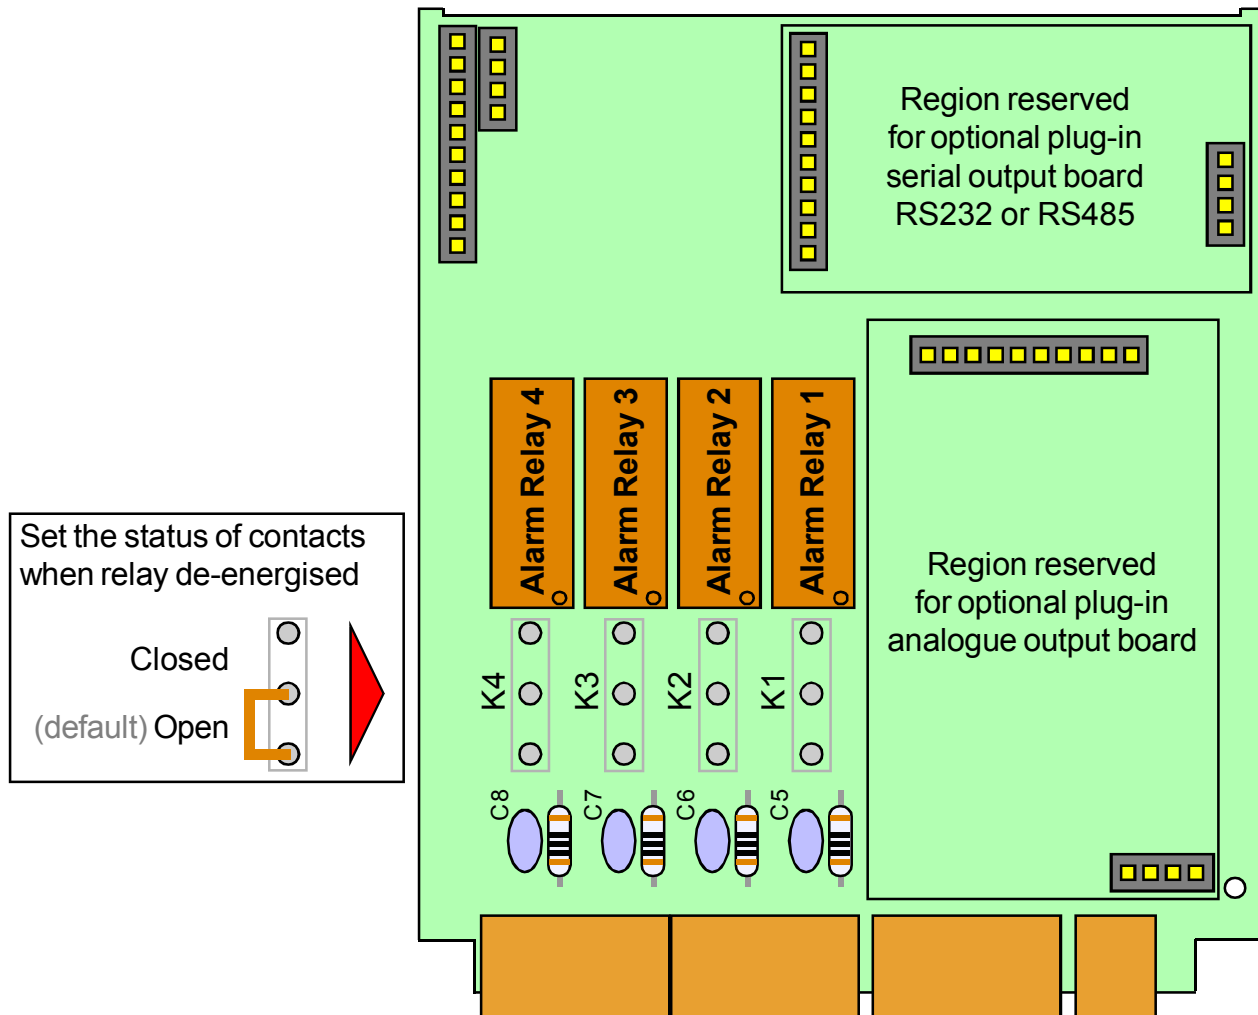 Region reserved
for optional plug-in
serial output board
RS232 or RS485
Alarm Relay 4
Alarm Relay 3
Alarm Relay 2
Alarm Relay 1
Set the status of contacts
when relay de-energised
Closed
(default) Open
Region reserved
for optional plug-in
analogue output board
K4
K3
K2
K1
C8
C7
C6
C5